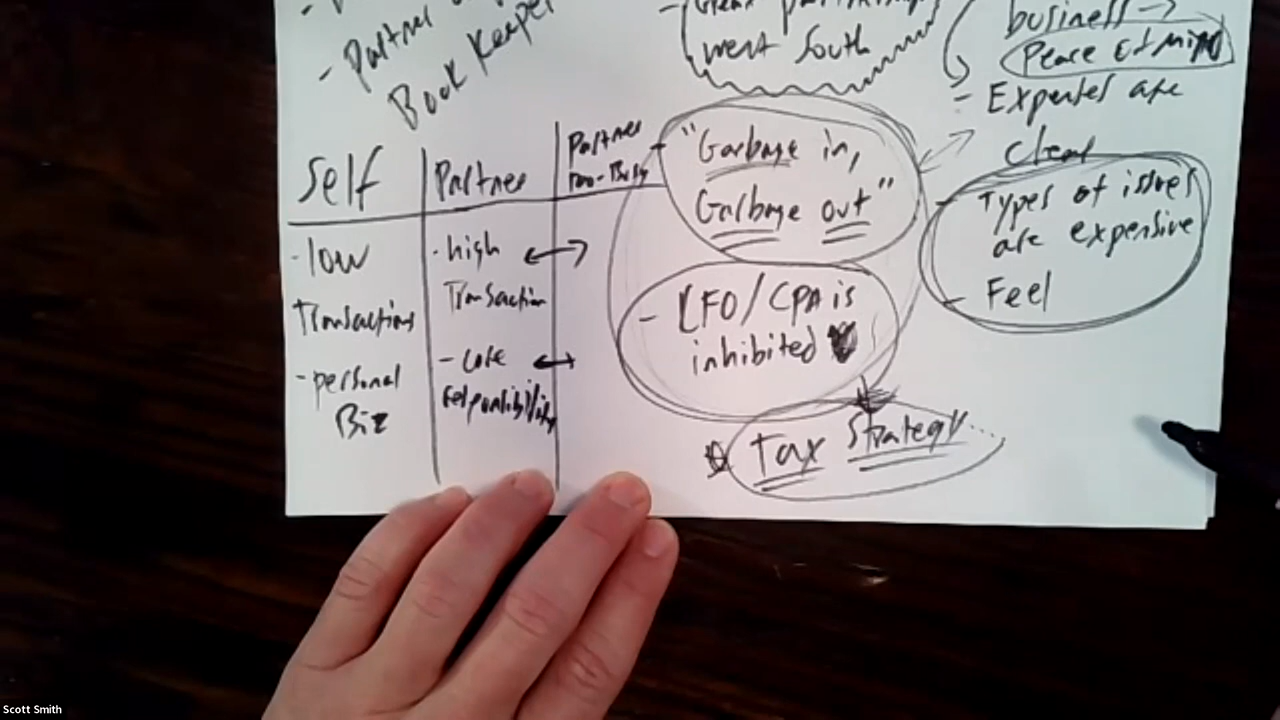 - Partner
Book Keeper
went South
business →
Peace of Mind
- Expenses are
clear
Self
Partner
Partner
Non-Busy
- "Garbage in,
Garbage out"
- Types of issues
are expensive
- Feel
- low
Transactions
- personal
Biz
- high
Transaction
- core
responsibility
- CFO/CPA is
inhibited
Tax Strategy...
Scott Smith